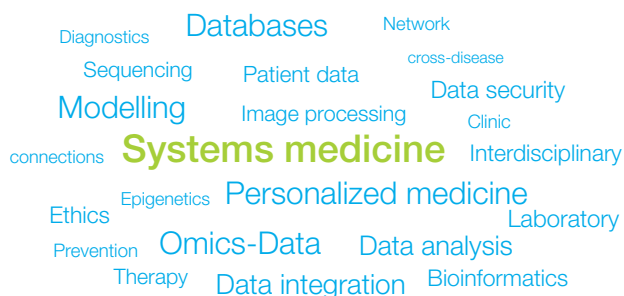 Databases Network
Diagnostics
cross-disease
Sequencing Patient data
Data security
Modelling Image processing
Clinic
connections Systems medicine Interdisciplinary
Epigenetics Personalized medicine
Ethics Laboratory
Prevention Omics-Data Data analysis
Therapy Data integration Bioinformatics